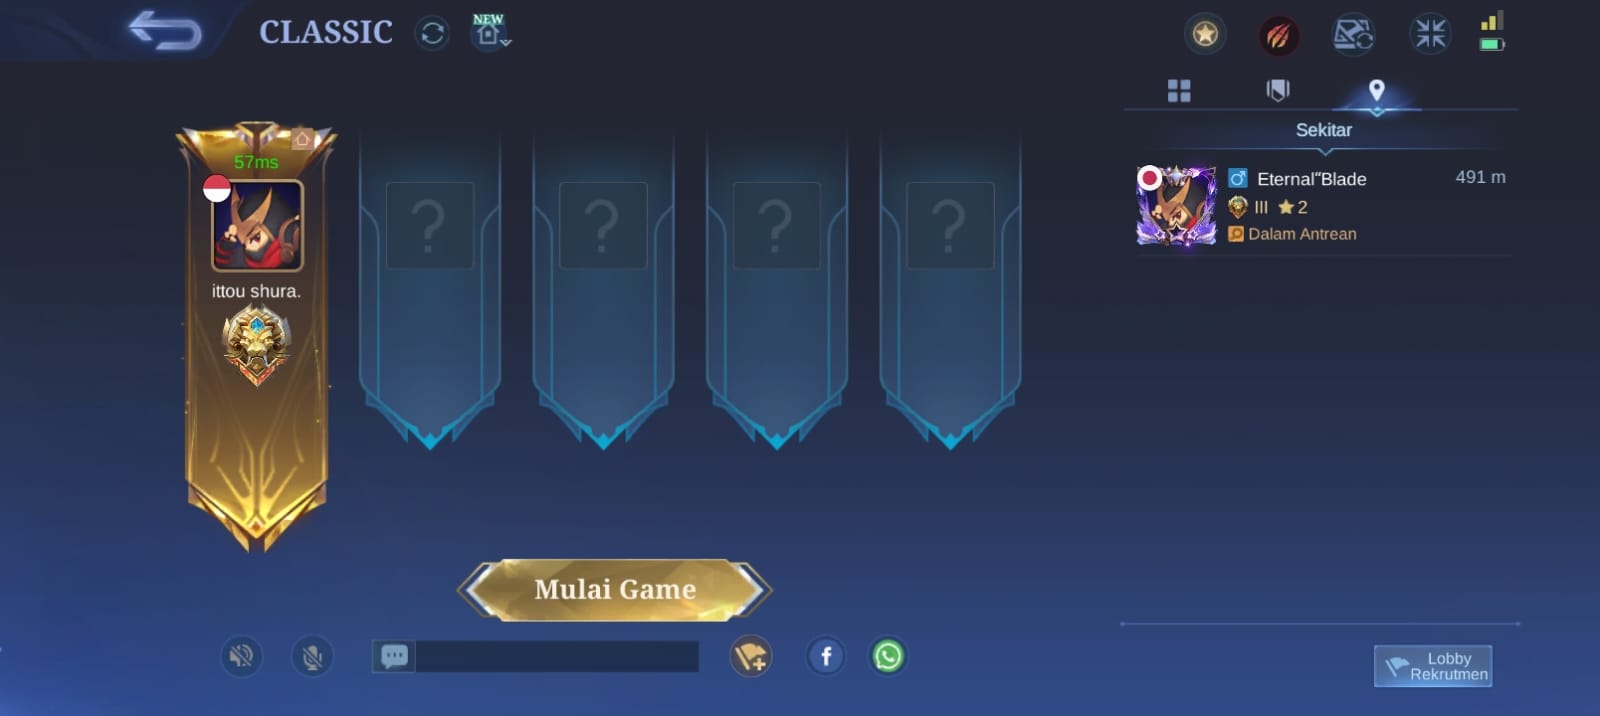 CLASSIC
NEW
57ms
ittou shura.
Sekitar
Eternal"Blade
491 m
III ★2
Dalam Antrean
Mulai Game
Lobby
Rekrutmen